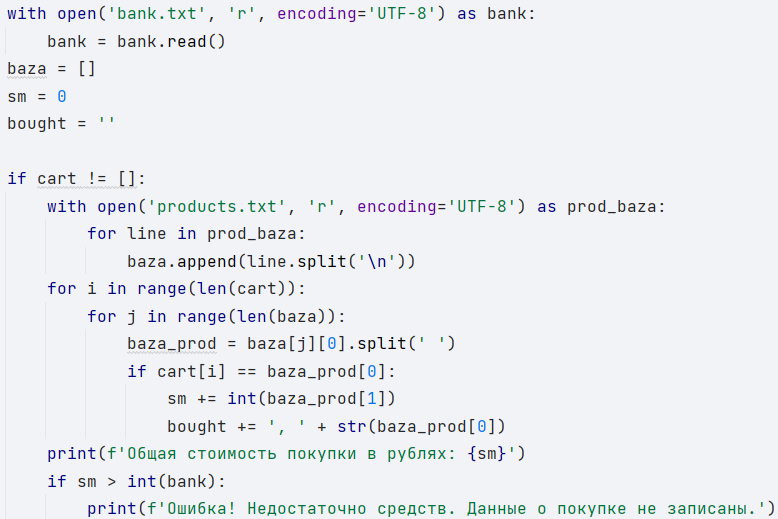 with open('bank.txt', 'r', encoding='UTF-8') as bank:
    bank = bank.read()
baza = []
sm = 0
bought = ''

if cart != []:
    with open('products.txt', 'r', encoding='UTF-8') as prod_baza:
        for line in prod_baza:
            baza.append(line.split('\n'))
    for i in range(len(cart)):
        for j in range(len(baza)):
            baza_prod = baza[j][0].split(' ')
            if cart[i] == baza_prod[0]:
                sm += int(baza_prod[1])
                bought += ', ' + str(baza_prod[0])
    print(f'Общая стоимость покупки в рублях: {sm}')
    if sm > int(bank):
        print(f'Ошибка! Недостаточно средств. Данные о покупке не записаны.')